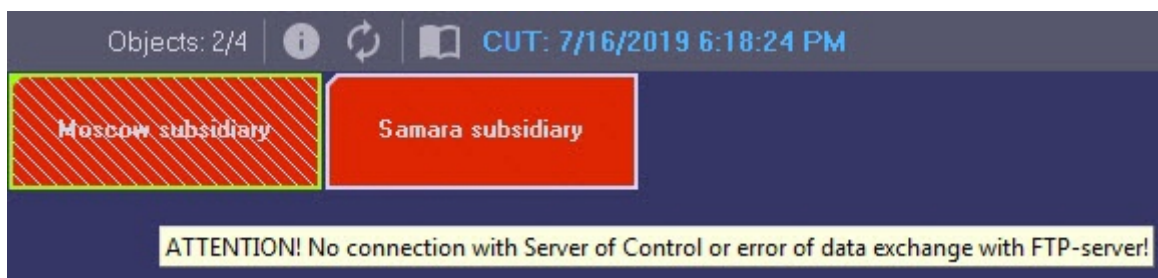 Objects: 2/4 CUT: 7/16/2019 6:18:24 PM
Moscow subsidiary Samara subsidiary
ATTENTION! No connection with Server of Control or error of data exchange with FTP-server!